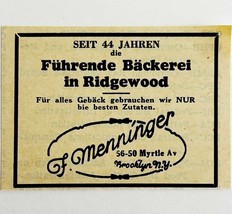 SEIT 44 JAHREN
die
Führende Bäckerei
in Ridgewood
Für alles Gebäck gebrauchen wir NUR
bie besten Zutaten.
F. Menninger
56-50 Myrtle Av
Brooklyn N.Y.